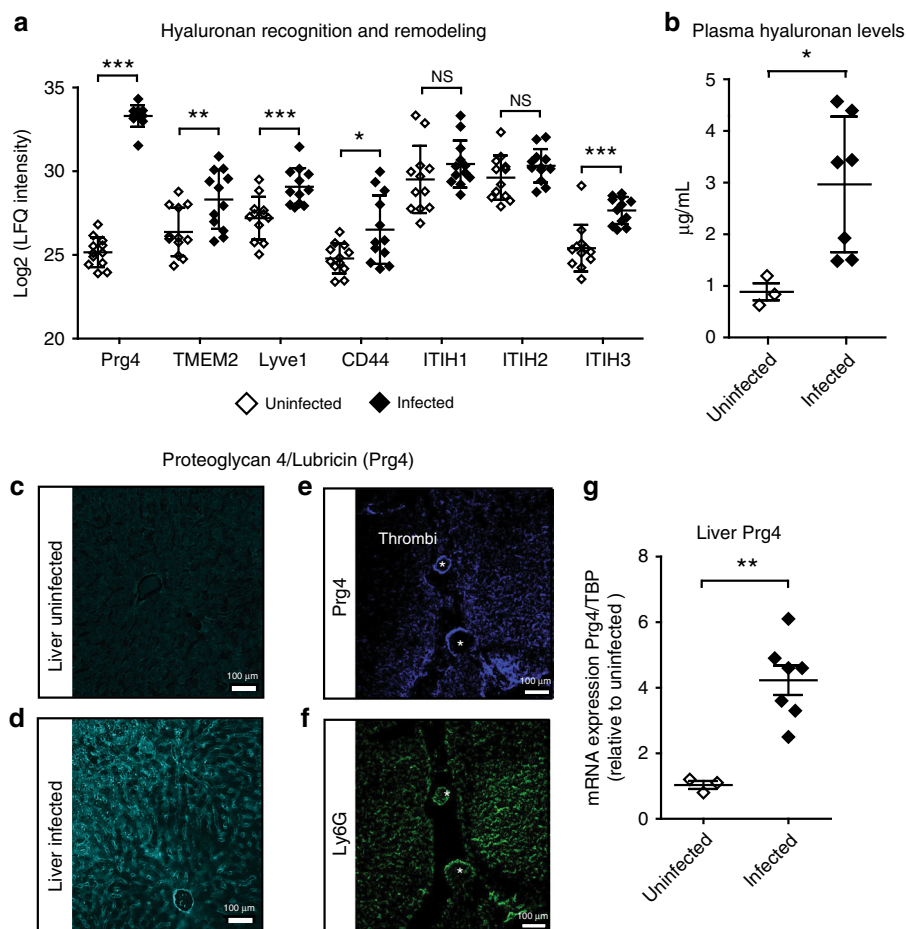 a
Hyaluronan recognition and remodeling
Log2 (LFQ intensity)
35
30
25
20
***
**
***
*
NS
NS
***
Prg4 TMEM2 Lyve1 CD44 ITIH1 ITIH2 ITIH3
Uninfected Infected
b
Plasma hyaluronan levels
*
µg/mL
5
4
3
2
1
0
Uninfected
Infected
Proteoglycan 4/Lubricin (Prg4)
c
Liver uninfected
100 µm
d
Liver infected
100 µm
e
Prg4
Thrombi
*
*
100 µm
f
Ly6G
*
*
100 µm
g
Liver Prg4
**
mRNA expression Prg4/TBP
(relative to uninfected)
8
6
4
2
0
Uninfected
Infected